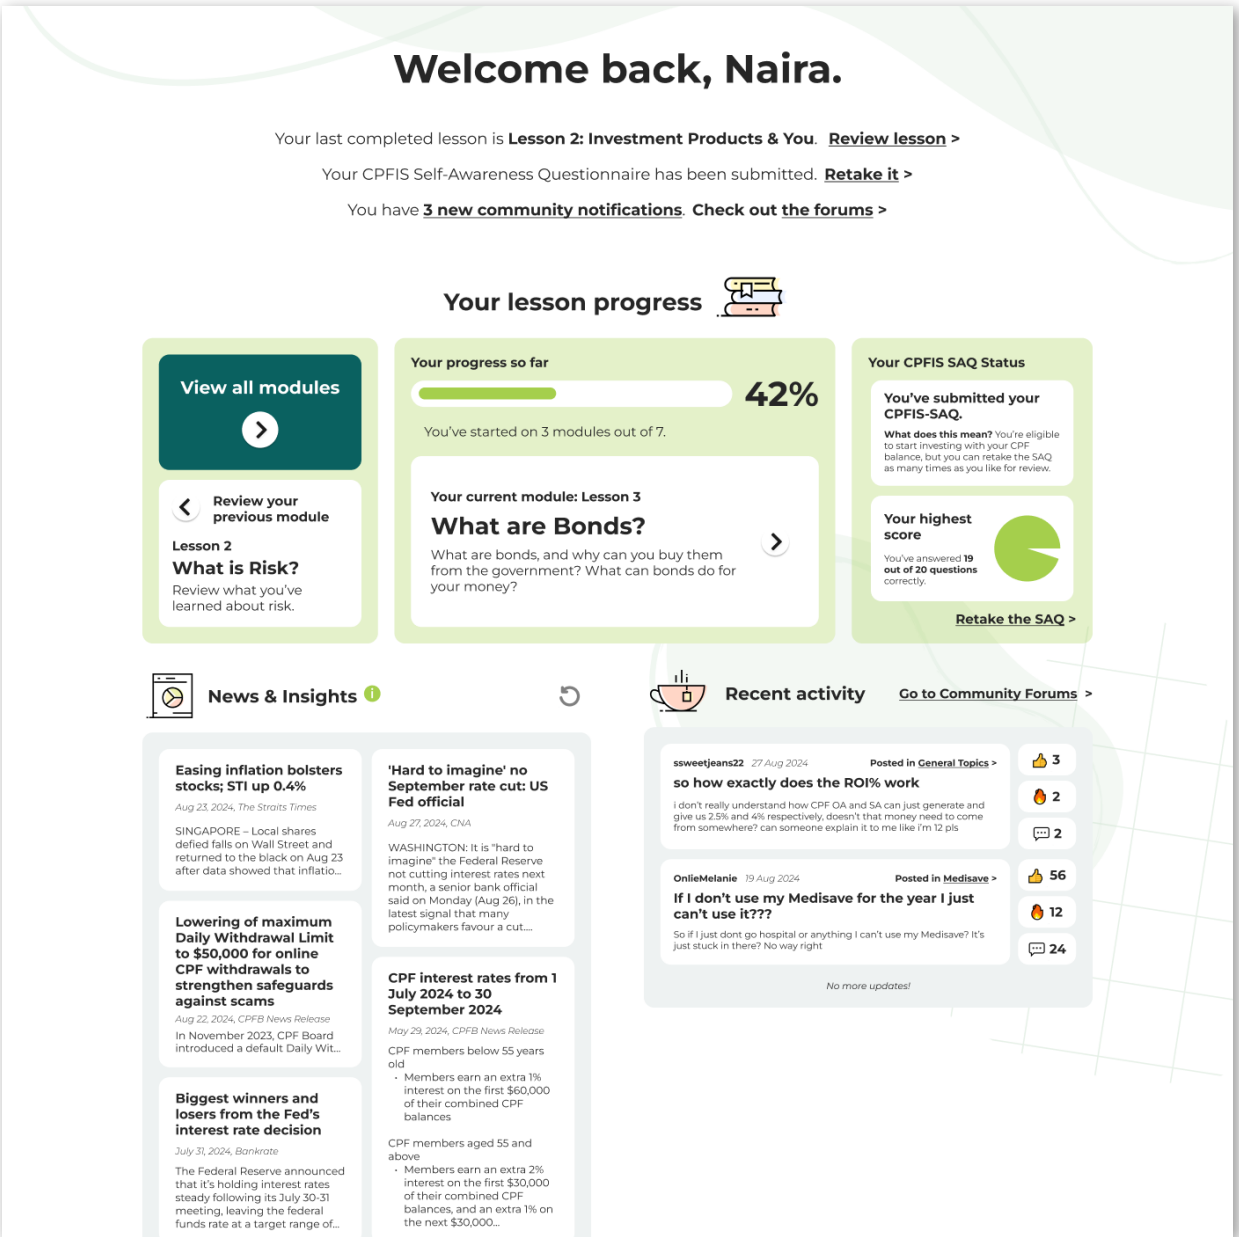 Welcome back, Naira.
Your last completed lesson is Lesson 2: Investment Products & You. Review lesson >
Your CPFIS Self-Awareness Questionnaire has been submitted. Retake it >
You have 3 new community notifications. Check out the forums >
Your lesson progress
View all modules
Review your
previous module
Lesson 2
What is Risk?
Review what you've
learned about risk.
Your progress so far
42%
You've started on 3 modules out of 7.
Your current module: Lesson 3
What are Bonds?
What are bonds, and why can you buy them
from the government? What can bonds do for
your money?
Your CPFIS SAQ Status
You've submitted your
CPFIS-SAQ.
What does this mean? You're eligible
to start investing with your CPF
balance, but you can retake the SAQ
as many times as you like for review.
Your highest
score
You've answered 19
out of 20 questions
correctly.
Retake the SAQ >
News & Insights i
Easing inflation bolsters
stocks; STI up 0.4%
Aug 23, 2024, The Straits Times
SINGAPORE – Local shares
defied falls on Wall Street and
returned to the black on Aug 23
after data showed that inflatio...
Lowering of maximum
Daily Withdrawal Limit
to $50,000 for online
CPF withdrawals to
strengthen safeguards
against scams
Aug 22, 2024, CPFB News Release
In November 2023, CPF Board
introduced a default Daily Wit...
Biggest winners and
losers from the Fed's
interest rate decision
July 31, 2024, Bankrate
The Federal Reserve announced
that it's holding interest rates
steady following its July 30-31
meeting, leaving the federal
funds rate at a target range of...
'Hard to imagine' no
September rate cut: US
Fed official
Aug 27, 2024, CNA
WASHINGTON: It is "hard to
imagine" the Federal Reserve
not cutting interest rates next
month, a senior bank official
said on Monday (Aug 26), in the
latest signal that many
policymakers favour a cut....
CPF interest rates from 1
July 2024 to 30
September 2024
May 29, 2024, CPFB News Release
CPF members below 55 years
old
• Members earn an extra 1%
interest on the first $60,000
of their combined CPF
balances
CPF members aged 55 and
above
• Members earn an extra 2%
interest on the first $30,000
of their combined CPF
balances, and an extra 1% on
the next $30,000...
Recent activity
Go to Community Forums >
ssweetjeans22 27 Aug 2024 Posted in General Topics >
so how exactly does the ROI% work
i don't really understand how CPF OA and SA can just generate and
give us 2.5% and 4% respectively, doesn't that money need to come
from somewhere? can someone explain it to me like i'm 12 pls
3
2
2
OnlieMelanie 19 Aug 2024 Posted in Medisave >
If I don't use my Medisave for the year I just
can't use it???
So if I just dont go hospital or anything I can't use my Medisave? It's
just stuck in there? No way right
56
12
24
No more updates!